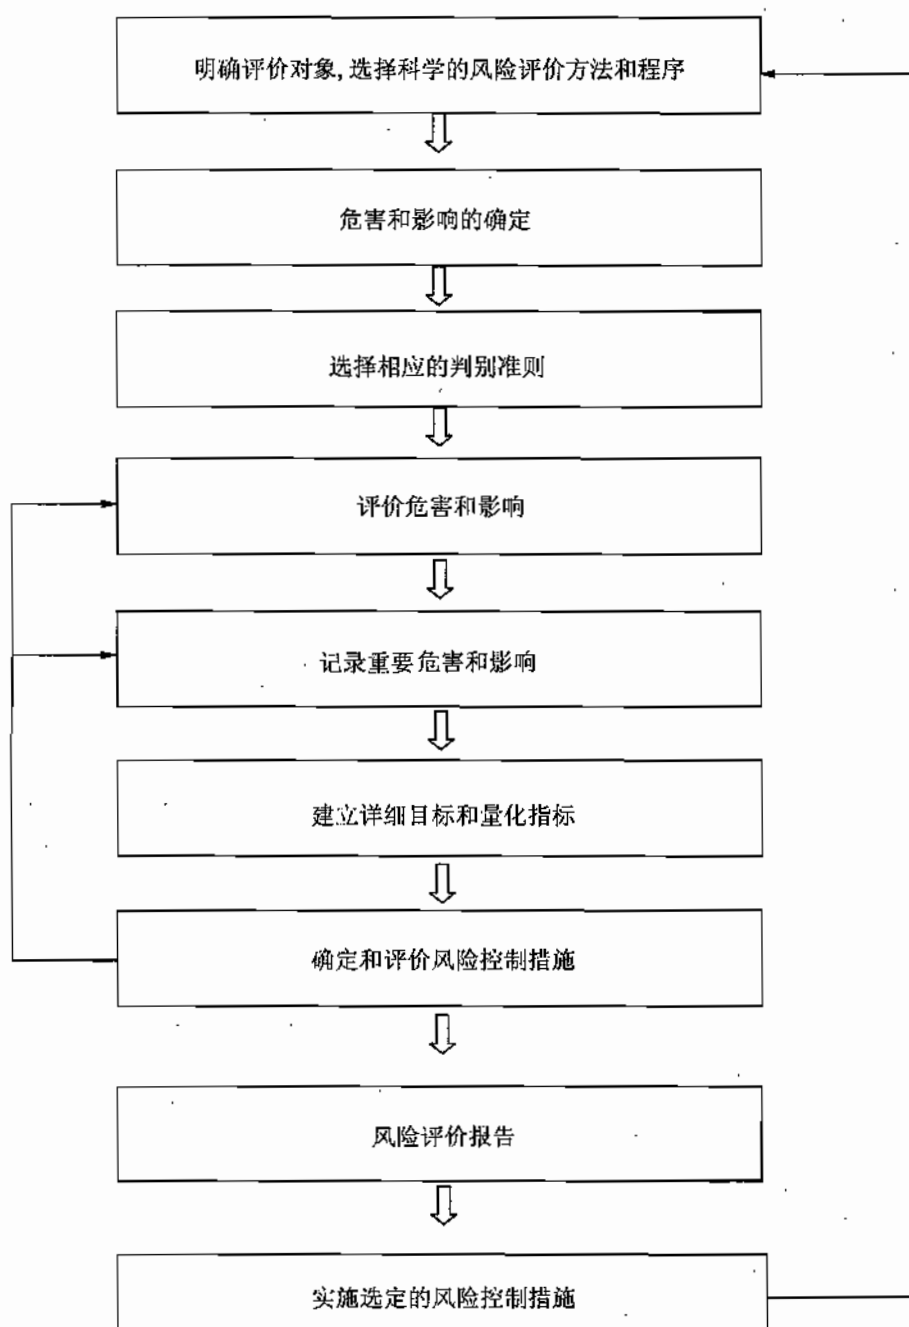 明确评价对象,选择科学的风险评价方法和程序
危害和影响的确定
选择相应的判别准则
评价危害和影响
记录重要危害和影响
建立详细目标和量化指标
确定和评价风险控制措施
风险评价报告
实施选定的风险控制措施